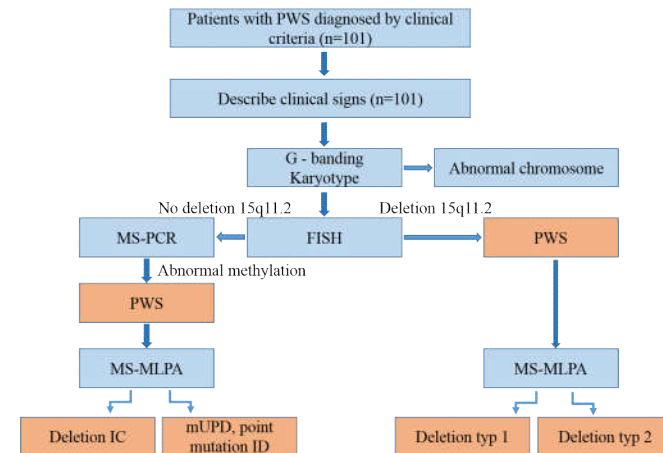 Patients with PWS diagnosed by clinical
criteria (n=101)
Describe clinical signs (n=101)
G - banding
Karyotype
Abnormal chromosome
No deletion 15q11.2
Deletion 15q11.2
MS-PCR
FISH
PWS
Abnormal methylation
PWS
MS-MLPA
MS-MLPA
Deletion IC
mUPD, point
mutation ID
Deletion typ 1
Deletion typ 2